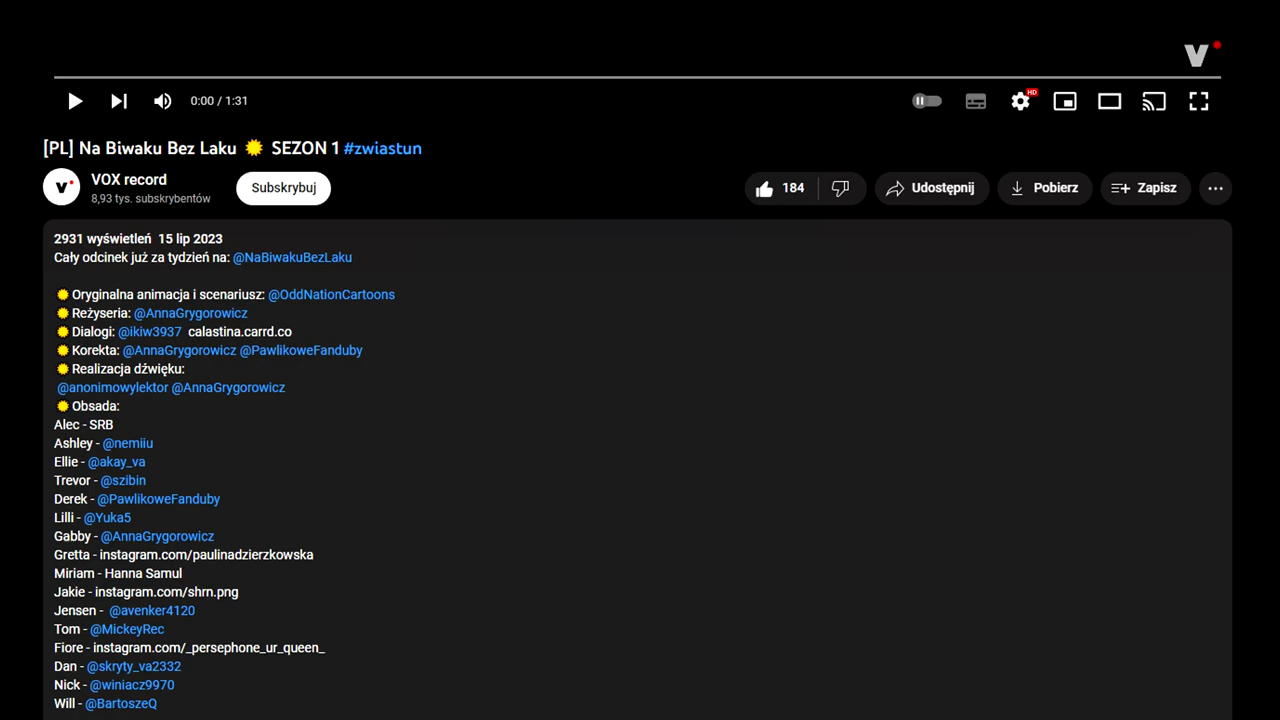 V
0:00 / 1:31
HD
[PL] Na Biwaku Bez Laku SEZON 1 #zwiastun
V
VOX record
8,93 tys. subskrybentów
Subskrybuj
184
Udostępnij
Pobierz
Zapisz
2931 wyświetleń 15 lip 2023
Cały odcinek już za tydzień na: @NaBiwakuBezLaku
Oryginalna animacja i scenariusz: @OddNationCartoons
Reżyseria: @AnnaGrygorowicz
Dialogi: @ikiw3937 calastina.carrd.co
Korekta: @AnnaGrygorowicz @PawlikoweFanduby
Realizacja dźwięku:
@anonimowylektor @AnnaGrygorowicz
Obsada:
Alec - SRB
Ashley - @nemiiu
Ellie - @akay_va
Trevor - @szibin
Derek - @PawlikoweFanduby
Lilli - @Yuka5
Gabby - @AnnaGrygorowicz
Gretta - instagram.com/paulinadzierzkowska
Miriam - Hanna Samul
Jakie - instagram.com/shrn.png
Jensen - @avenker4120
Tom - @MickeyRec
Fiore - instagram.com/_persephone_ur_queen_
Dan - @skryty_va2332
Nick - @winiacz9970
Will - @BartoszeQ